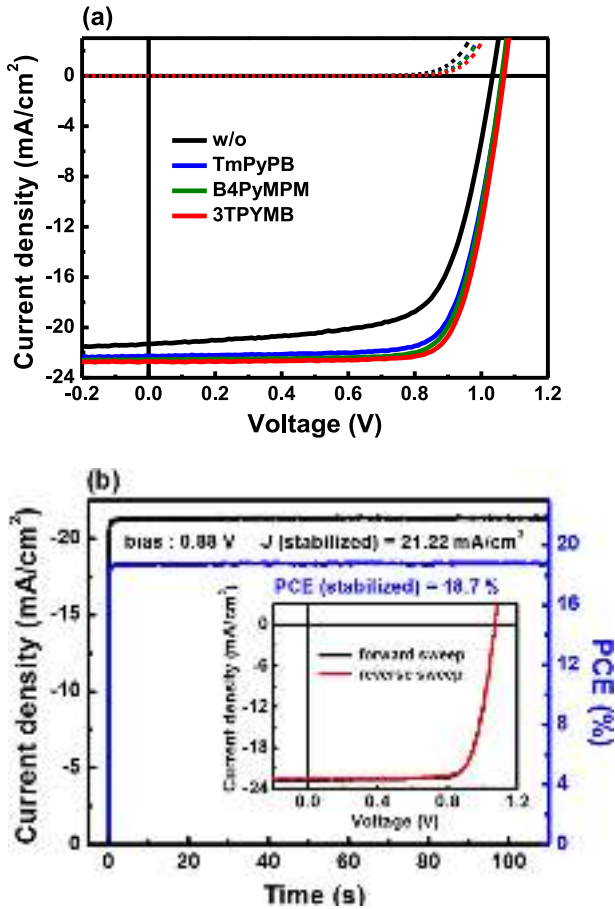 (a)
Current density (mA/cm²)
0
-4
-8
-12
-16
-20
-24
w/o
TmPyPB
B4PyMPM
3TPYMB
-0.2 0.0 0.2 0.4 0.6 0.8 1.0 1.2
Voltage (V)
(b)
Current density (mA/cm²)
-20
-15
-10
-5
0
bias : 0.88 V J (stabilized) = 21.22 mA/cm²
PCE (stabilized) = 18.7 %
Current density (mA/cm²)
0
-6
-12
-18
-24
forward sweep
reverse sweep
0.0 0.4 0.8 1.2
Voltage (V)
20
16
12
8
4
0
PCE (%)
0 20 40 60 80 100
Time (s)